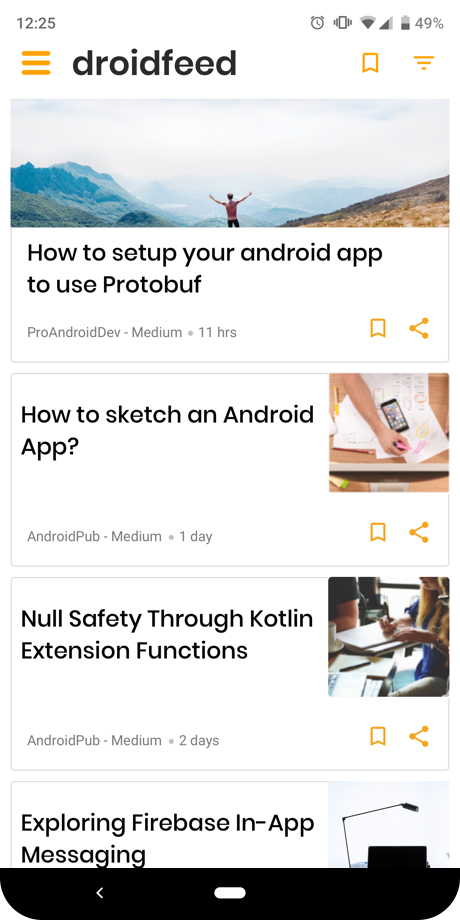 12:25
49%
droidfeed
How to setup your android app
to use Protobuf
ProAndroidDev - Medium • 11 hrs
How to sketch an Android
App?
AndroidPub - Medium • 1 day
Null Safety Through Kotlin
Extension Functions
AndroidPub - Medium • 2 days
Exploring Firebase In-App
Messaging